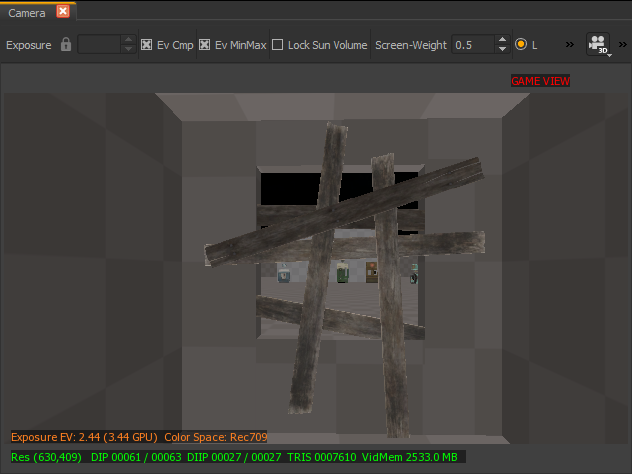 Camera
Exposure Ev Cmp Ev MinMax Lock Sun Volume Screen-Weight 0.5 L » 3D »
GAME VIEW
Exposure EV: 2.44 (3.44 GPU) Color Space: Rec709
Res (630,409) DIP 00061 / 00063 DIIP 00027 / 00027 TRIS 0007610 VidMem 2533.0 MB